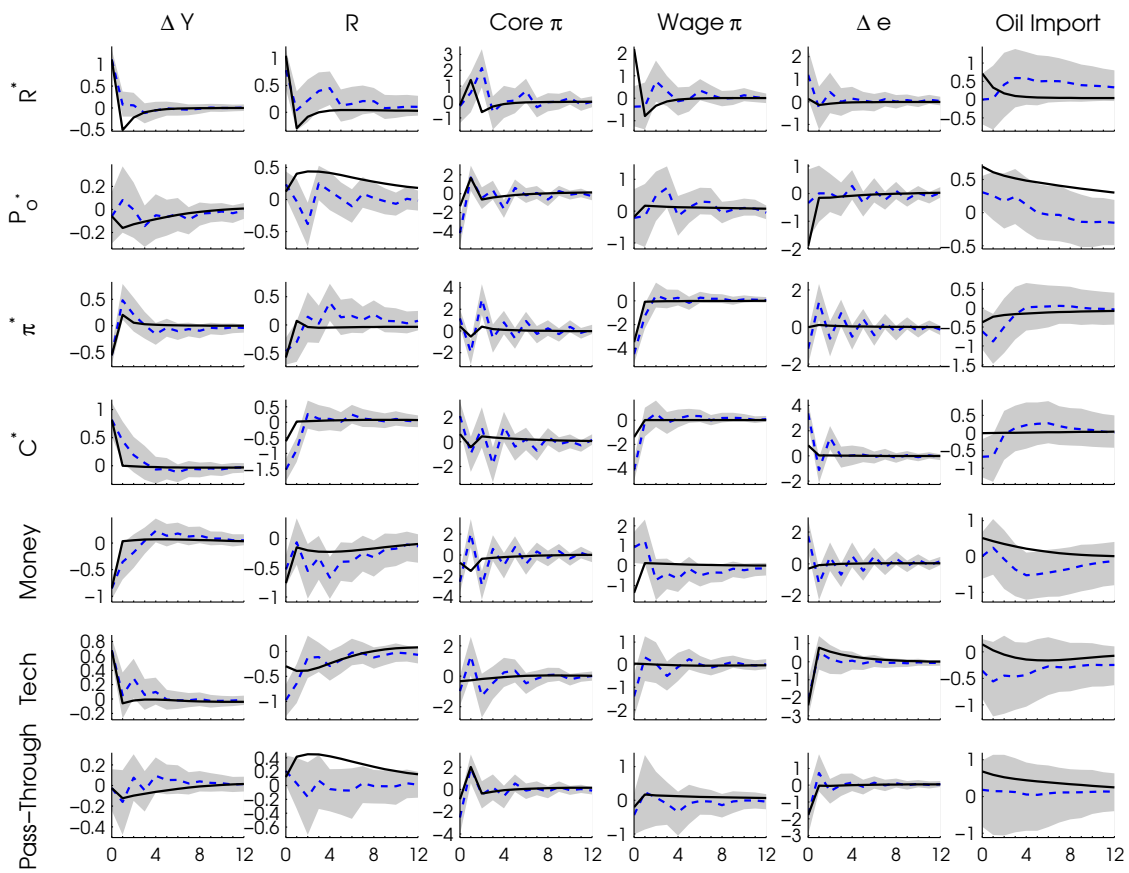 Δ Y R Core π Wage π Δ e Oil Import
R*
1 0.5 0 −0.5
1 0.5 0
3 2 1 0 −1
2 1 0 −1
2 1 0 −1
1 0.5 0 −0.5
P₀*
0.2 0 −0.2
0.5 0 −0.5
2 0 −2 −4
1 0 −1
1 0 −1 −2
0.5 0 −0.5
π*
0.5 0 −0.5
0.5 0 −0.5
4 2 0 −2
0 −2 −4
2 0 −2
0.5 0 −0.5 −1 −1.5
C*
1 0.5 0
0.5 0 −0.5 −1 −1.5
2 0 −2
0 −2 −4
4 2 0 −2
0.5 0 −0.5 −1
Money
0 −0.5 −1
0 −0.5 −1
2 0 −2 −4
2 1 0 −1
2 0 −2
1 0 −1
Tech
0.8 0.6 0.4 0.2 0 −0.2
0 −0.5 −1
2 0 −2
1 0 −1 −2
1 0 −1 −2 −3
0 −0.5 −1
Pass−Through
0.2 0 −0.2 −0.4
0.4 0.2 0 −0.2 −0.4 −0.6
2 0 −2
1 0 −1
1 0 −1 −2 −3
1 0 −1
0 4 8 12 0 4 8 12 0 4 8 12 0 4 8 12 0 4 8 12 0 4 8 12